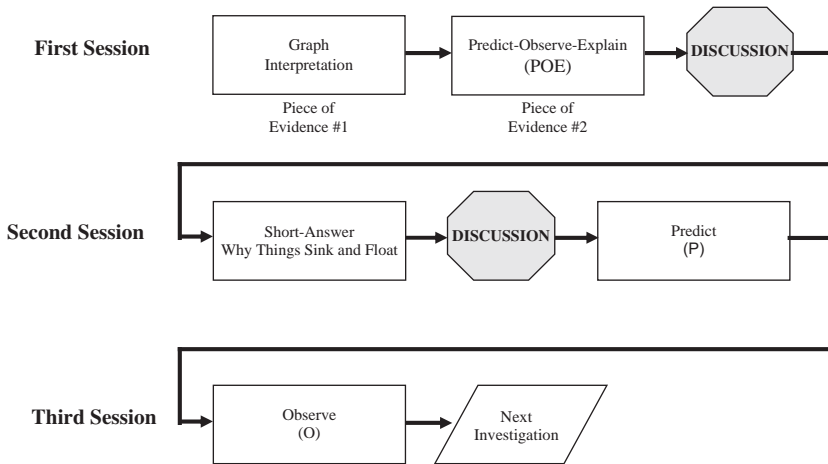 First Session
Graph
Interpretation
Predict-Observe-Explain
(POE)
DISCUSSION
Piece of
Evidence #1
Piece of
Evidence #2
Second Session
Short-Answer
Why Things Sink and Float
DISCUSSION
Predict
(P)
Third Session
Observe
(O)
Next
Investigation